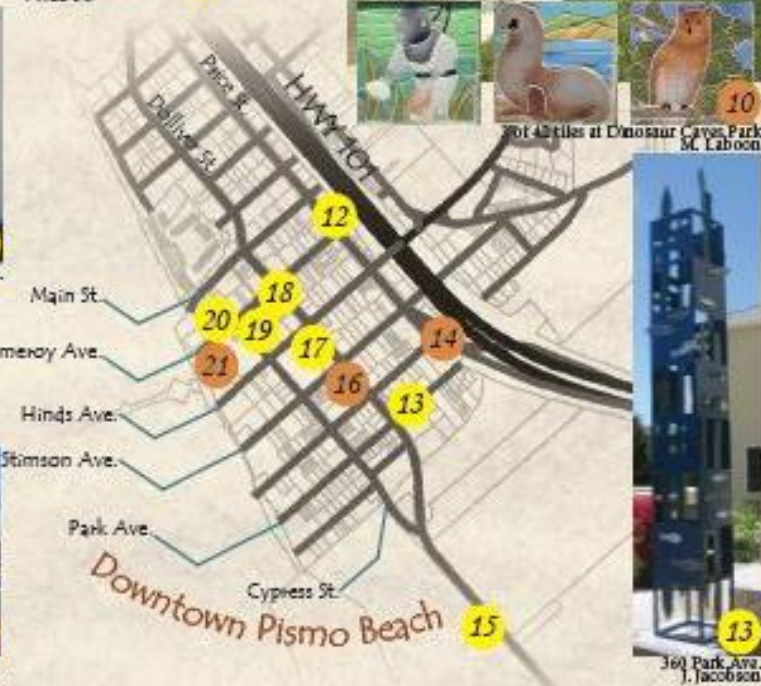 Price St.
HWY 101
Dolliver St.
10
3 of 42 tiles at Dinosaur Caves Park
M. Laboon
12
18
Main St.
20
19
14
17
meroy Ave.
21
16
13
Hinds Ave.
Stimson Ave.
Park Ave.
Cypress St.
Downtown Pismo Beach
15
13
360 Park Ave.
J. Jacobson